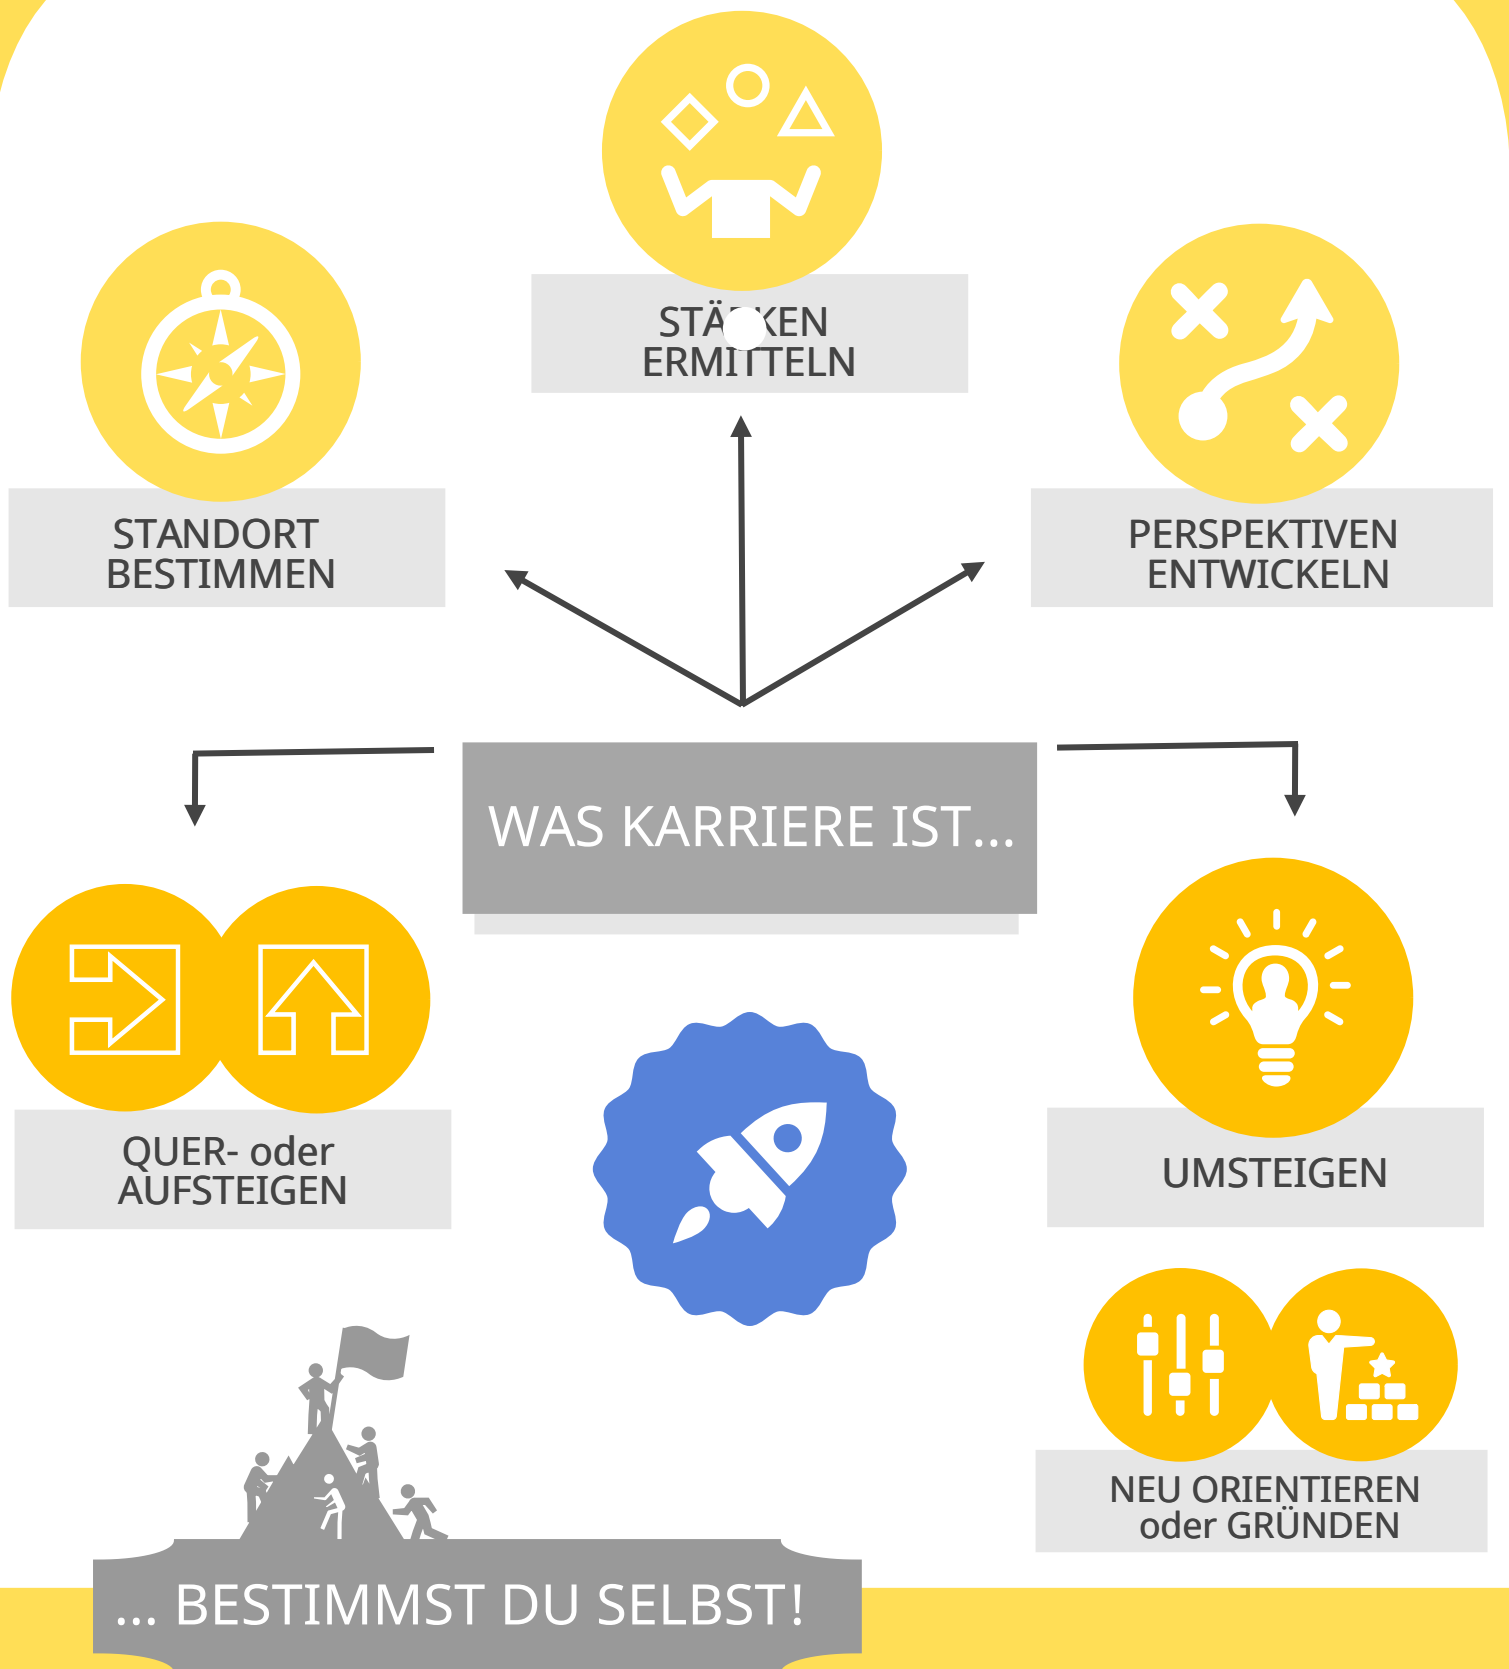 STÄRKEN
ERMITTELN
STANDORT
BESTIMMEN
PERSPEKTIVEN
ENTWICKELN
WAS KARRIERE IST...
QUER- oder
AUFSTEIGEN
UMSTEIGEN
NEU ORIENTIEREN
oder GRÜNDEN
... BESTIMMST DU SELBST!